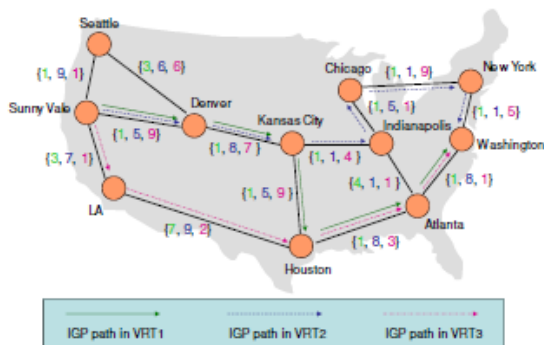 Seattle
{1, 9, 1}
{3, 6, 6}
Chicago
{1, 1, 9}
New York
Sunny Vale
Denver
Kansas City
{1, 5, 1}
Indianapolis
{1, 1, 5}
Washington
{1, 5, 9}
{1, 8, 7}
{1, 1, 4}
{3, 7, 1}
{4, 1, 1}
{1, 8, 1}
LA
{1, 5, 9}
Atlanta
{7, 9, 2}
{1, 8, 3}
Houston
IGP path in VRT1
IGP path in VRT2
IGP path in VRT3